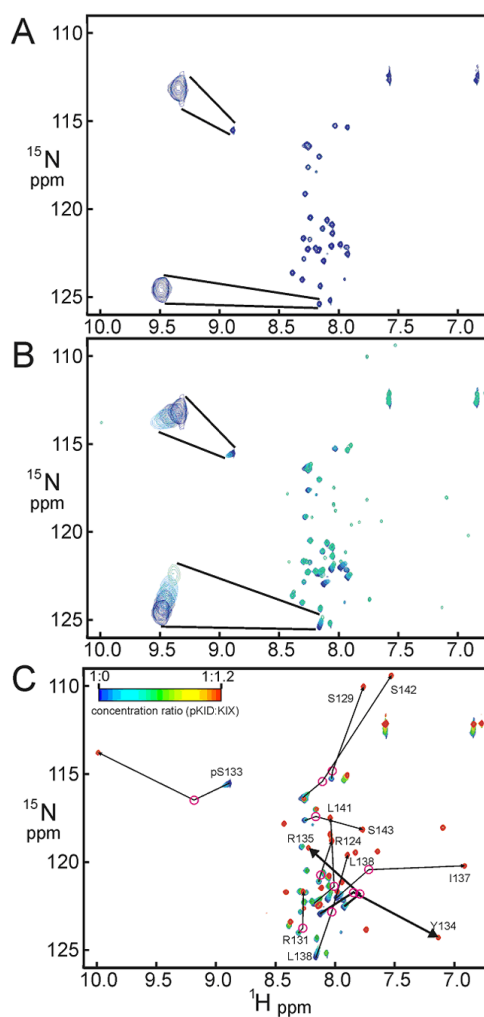 A
110
115
15N
ppm
120
125
10.0 9.5 9.0 8.5 8.0 7.5 7.0
B
110
115
15N
ppm
120
125
10.0 9.5 9.0 8.5 8.0 7.5 7.0
C
1:0 1:1.2
concentration ratio (pKID:KIX)
110
S129 S142
pS133
115
15N
ppm
L141
R124 S143
R135
L138
120
I137
R131
Y134
L138
125
10.0 9.5 9.0 8.5 8.0 7.5 7.0
1H ppm